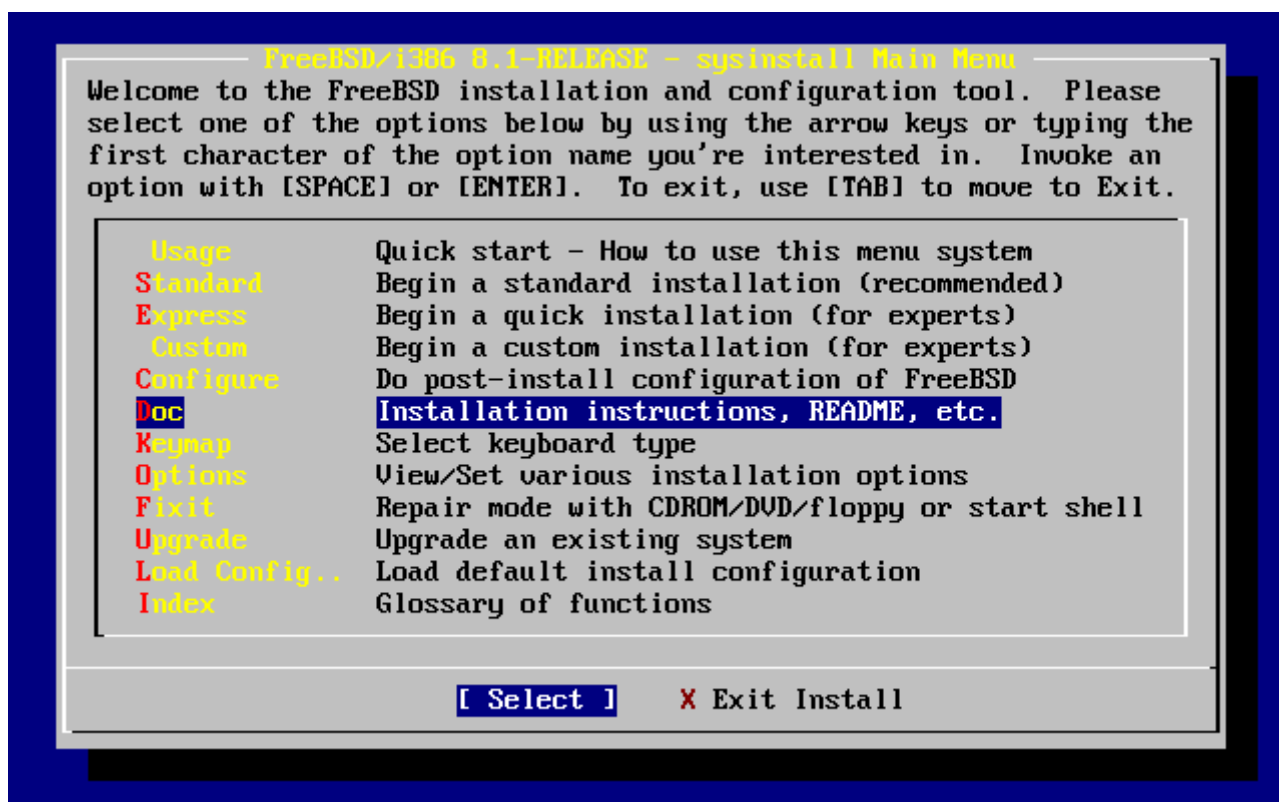 FreeBSD/i386 8.1-RELEASE - sysinstall Main Menu
Welcome to the FreeBSD installation and configuration tool.  Please
select one of the options below by using the arrow keys or typing the
first character of the option name you're interested in.  Invoke an
option with [SPACE] or [ENTER].  To exit, use [TAB] to move to Exit.
Usage Quick start - How to use this menu system
Standard Begin a standard installation (recommended)
Express Begin a quick installation (for experts)
Custom Begin a custom installation (for experts)
Configure Do post-install configuration of FreeBSD
Doc Installation instructions, README, etc.
Keymap Select keyboard type
Options View/Set various installation options
Fixit Repair mode with CDROM/DVD/floppy or start shell
Upgrade Upgrade an existing system
Load Config.. Load default install configuration
Index Glossary of functions
[ Select ] X Exit Install